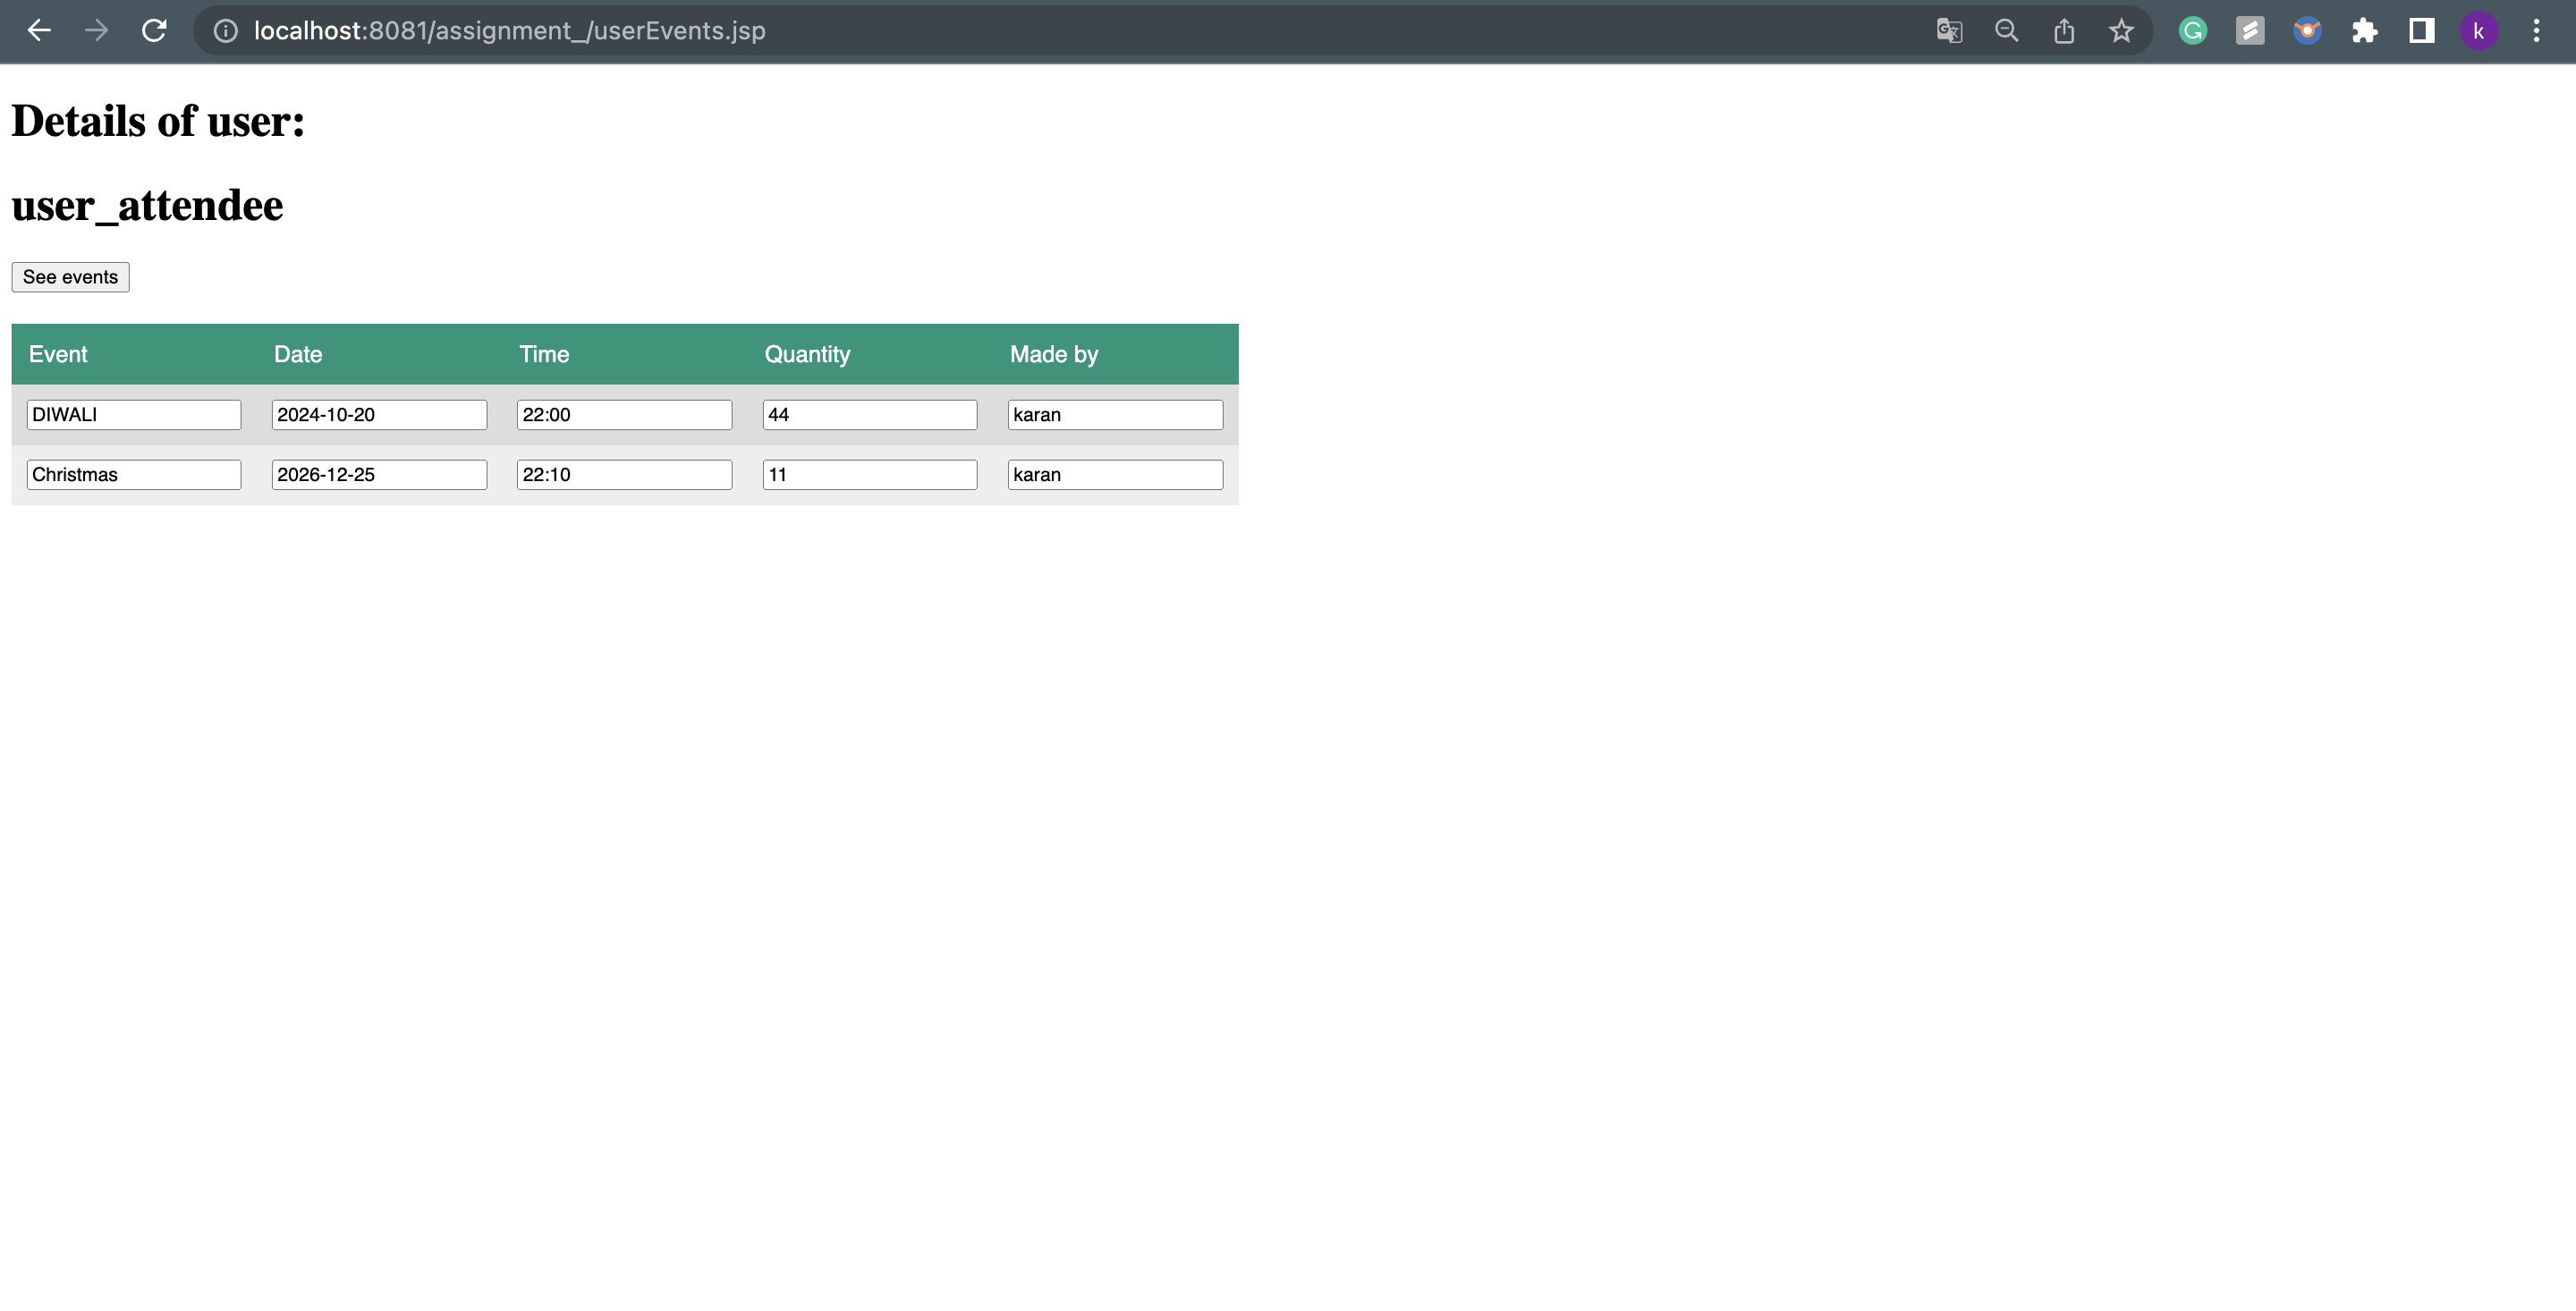 localhost:8081/assignment_/userEvents.jsp
G
k
Details of user:
user_attendee
See events
Event Date Time Quantity Made by
DIWALI 2024-10-20 22:00 44 karan
Christmas 2026-12-25 22:10 11 karan